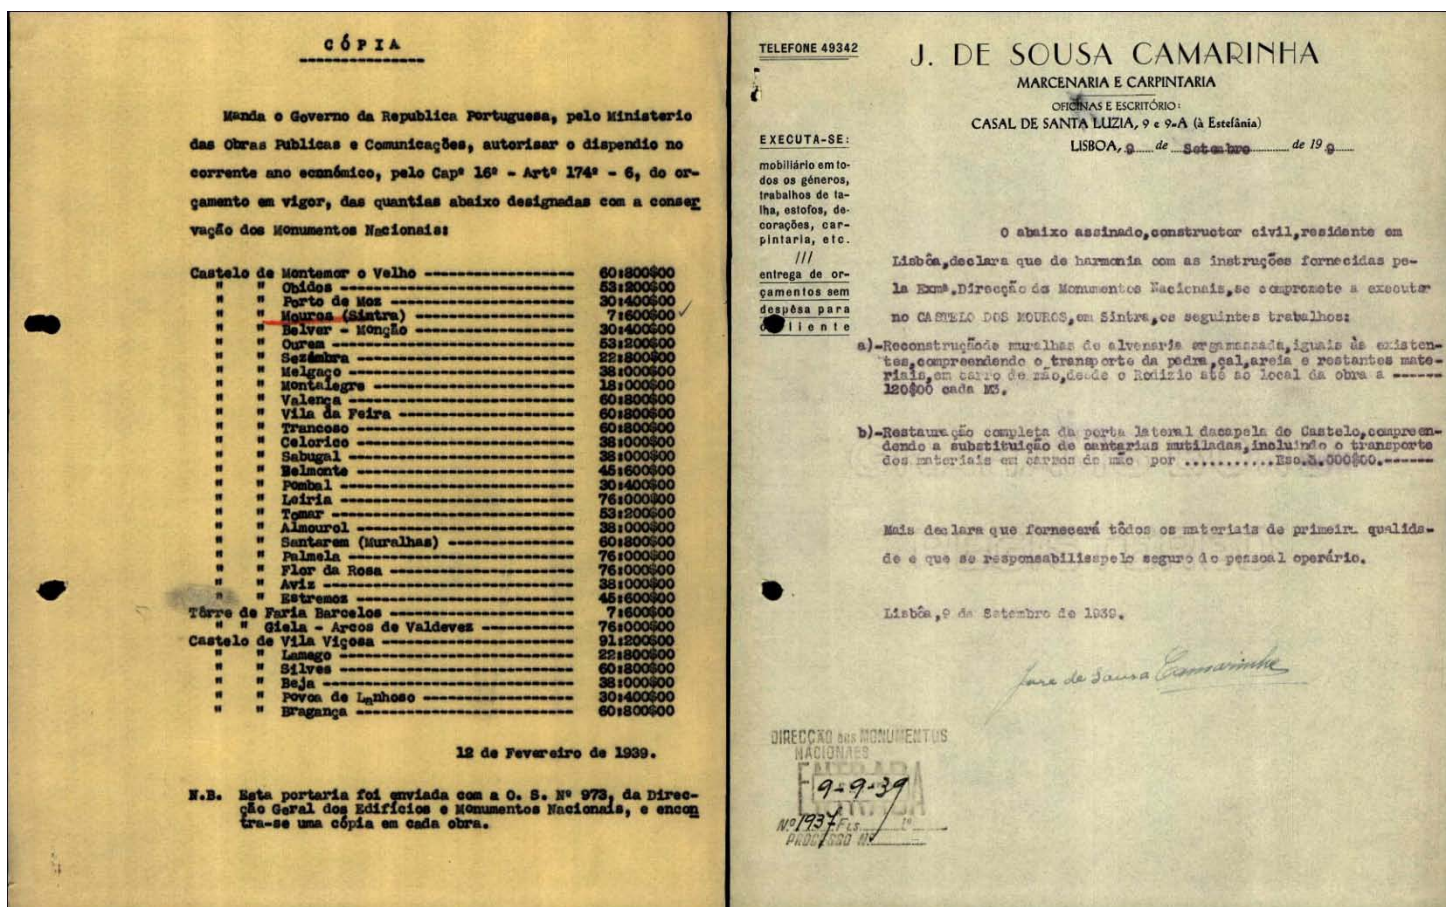 CÓPIA
Manda o Governo da Republica Portuguesa, pelo Ministerio
das Obras Publicas e Comunicações, autorisar o dispendio no
corrente ano económico, pelo Capº 16º - Artº 174º - 6, do or-
çamento em vigor, das quantias abaixo designadas com a conser
vação dos Monumentos Nacionais:
Castelo de Montemor o Velho ------------------ 60:800$00
" " Obidos ---------------------------- 53:200$00
" " Porto de Moz ----------------------- 30:400$00
" " Mouros (Sintra) -------------------- 7:600$00 ✓
" " Belver - Monção -------------------- 30:400$00
" " Ourem ----------------------------- 53:200$00
" " Sezimbra -------------------------- 22:800$00
" " Melgaço --------------------------- 38:000$00
" " Montalegre ------------------------- 18:000$00
" " Valença --------------------------- 60:800$00
" " Vila da Feira ---------------------- 60:800$00
" " Trancoso --------------------------- 60:800$00
" " Celorico --------------------------- 38:000$00
" " Sabugal --------------------------- 38:000$00
" " Belmonte --------------------------- 45:600$00
" " Pombal ---------------------------- 30:400$00
" " Leiria ---------------------------- 76:000$00
" " Tomar ----------------------------- 53:200$00
" " Almourol --------------------------- 38:000$00
" " Santarem (Muralhas) ----------------- 60:800$00
" " Palmela --------------------------- 76:000$00
" " Flor da Rosa ----------------------- 76:000$00
" " Aviz ------------------------------ 38:000$00
" " Estremoz --------------------------- 45:600$00
Tôrre de Faria Barcelos ---------------------- 7:600$00
" " Giela - Arcos de Valdevez ----------- 76:000$00
Castelo de Vila Viçosa ---------------------- 91:200$00
" " Lamego ---------------------------- 22:800$00
" " Silves ---------------------------- 60:800$00
" " Beja ------------------------------ 38:000$00
" " Povoa de Lanhoso ------------------- 30:400$00
" " Bragança --------------------------- 60:800$00
12 de Fevereiro de 1939.
N.B. Esta portaria foi enviada com a O. S. Nº 973, da Direc-
ção Geral dos Edifícios e Monumentos Nacionais, e encon
tra-se uma cópia em cada obra.
TELEFONE 49342
J. DE SOUSA CAMARINHA
MARCENARIA E CARPINTARIA
OFICINAS E ESCRITÓRIO:
CASAL DE SANTA LUZIA, 9 e 9-A (à Estefânia)
LISBOA, 9 de Setembro de 19 9
EXECUTA-SE:
mobiliário em to-
dos os géneros,
trabalhos de ta-
lha, estofos, de-
corações, car-
pintaria, etc.
///
entrega de or-
çamentos sem
despêsa para
cliente
O abaixo assinado,constructor civil,residente em
Lisbôa,declara que de harmonia com as instruções fornecidas pe-
la Exmª.Direcção de Monumentos Nacionais,se compromete a executar
no CASTELO DOS MOUROS,em Sintra,os seguintes trabalhos:
a)-Reconstruçãode muralhas de alvenaria argamassada,iguais ás existen-
tes,compreendendo o transporte da pedra,cal,areia e restantes mate-
riais,em carro de mão,desde o Rodizio até ao local da obra a ------
120$00 cada M3.
b)-Restauração completa da porta lateral dacapela do Castelo,compreen-
dendo a substituição de cantarias mutiladas,incluindo o transporte
dos materiais em carros de mão por ...........Esc.3.000$00.------
Mais declara que fornecerá tôdos os materiais de primeira qualida-
de e que se responsabilisapelo seguro do pessoal operário.
Lisbôa,9 de Setembro de 1939.
José de Sousa Camarinha
DIRECÇÃO DOS MONUMENTOS
NACIONAES
ENTRADA
9-9-39
Nº 1937 FLS. Lº
PROCESSO Nº